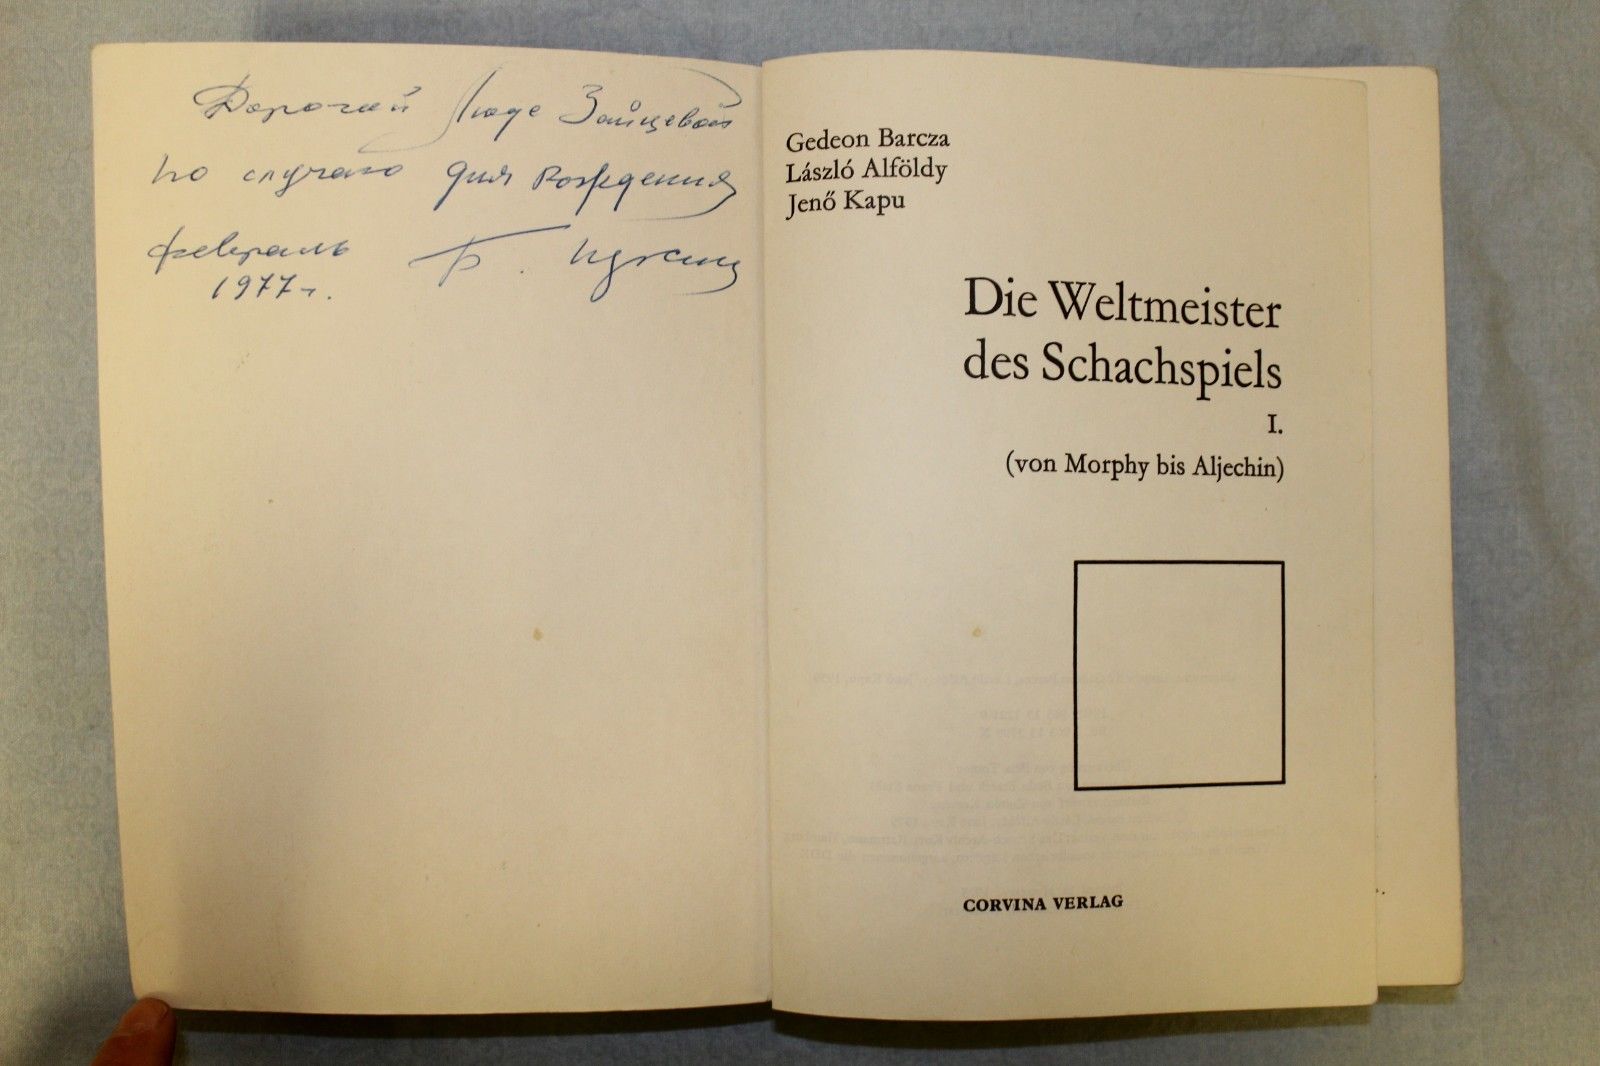 Дорогой Люде Зайцевой
по случаю дня рождения
февраль
1977 г.
Gedeon Barcza
László Alföldy
Jenő Kapu
Die Weltmeister
des Schachspiels
I.
(von Morphy bis Aljechin)
CORVINA VERLAG